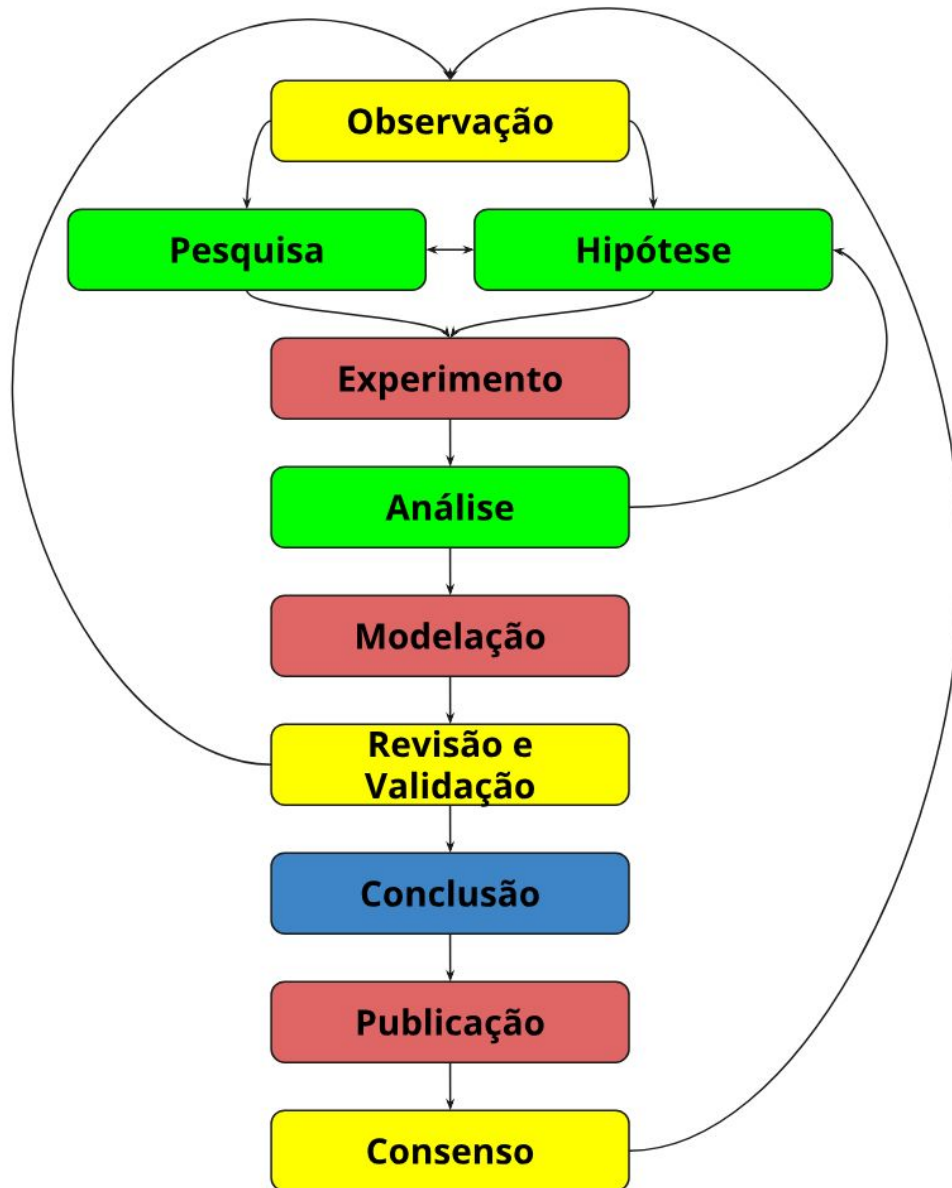 Observação
Pesquisa
Hipótese
Experimento
Análise
Modelação
Revisão e
Validação
Conclusão
Publicação
Consenso